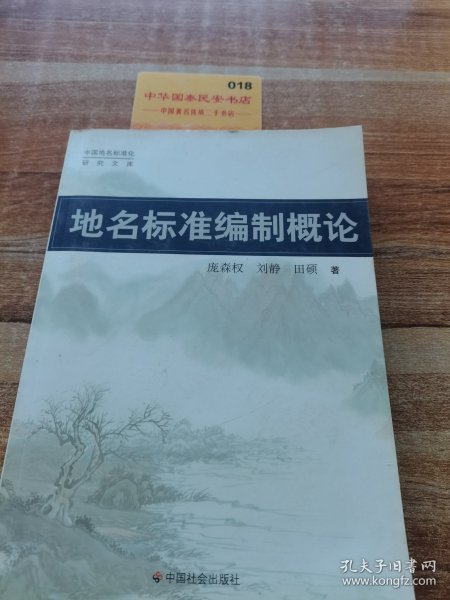 018
中华国泰民安书店
中国著名连锁二手书店
中国地名标准化
研究文库
地名标准编制概论
庞森权 刘静 田硕 著
中国社会出版社
孔夫子旧书网
www.kongfz.com